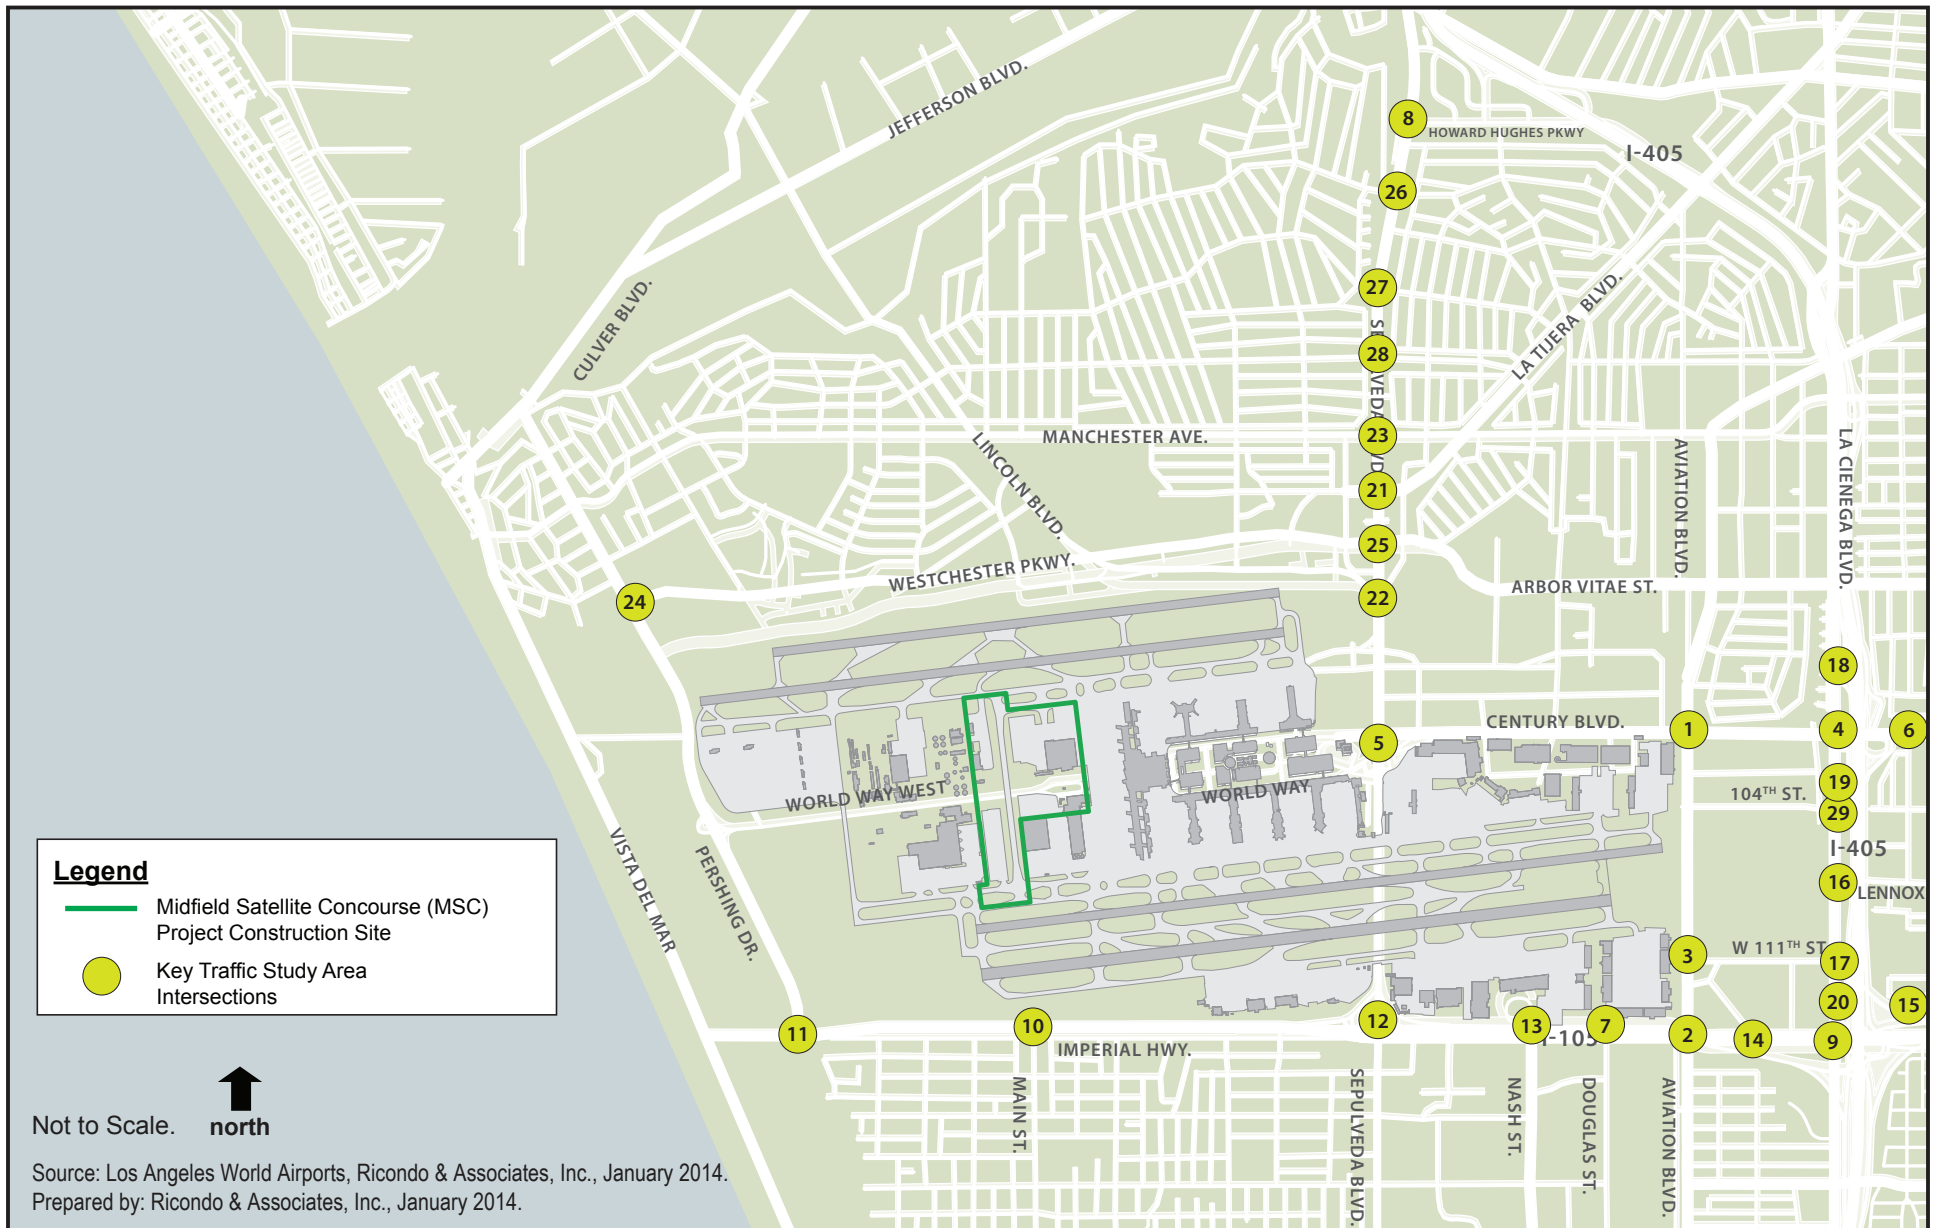 JEFFERSON BLVD.
8
HOWARD HUGHES PKWY
I-405
26
CULVER BLVD.
27
LA TIJERA BLVD.
28
SEPULVEDA BLVD.
MANCHESTER AVE.
23
LINCOLN BLVD.
AVIATION BLVD.
LA CIENEGA BLVD.
21
25
WESTCHESTER PKWY.
ARBOR VITAE ST.
24
22
18
CENTURY BLVD.
1
4
6
5
WORLD WAY WEST
WORLD WAY
19
104TH ST.
29
I-405
16
LENNOX
VISTA DEL MAR
PERSHING DR.
3
W 111TH ST
17
20
15
11
10
12
13
7
2
14
9
I-105
IMPERIAL HWY.
MAIN ST.
SEPULVEDA BLVD.
NASH ST.
DOUGLAS ST.
AVIATION BLVD.
Legend
Midfield Satellite Concourse (MSC)
Project Construction Site
Key Traffic Study Area
Intersections
Not to Scale.
north
Source: Los Angeles World Airports, Ricondo & Associates, Inc., January 2014.
Prepared by: Ricondo & Associates, Inc., January 2014.